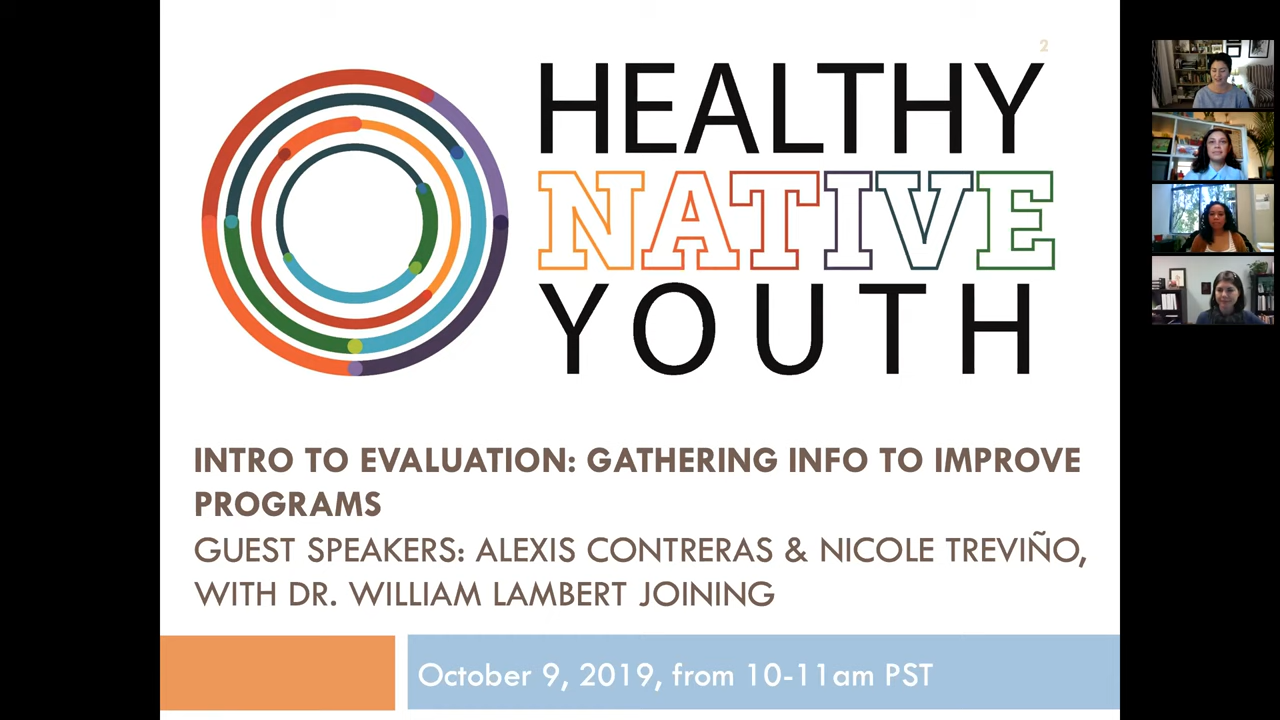 2
HEALTHY
NATIVE
YOUTH
INTRO TO EVALUATION: GATHERING INFO TO IMPROVE
PROGRAMS
GUEST SPEAKERS: ALEXIS CONTRERAS & NICOLE TREVIÑO,
WITH DR. WILLIAM LAMBERT JOINING
October 9, 2019, from 10-11am PST